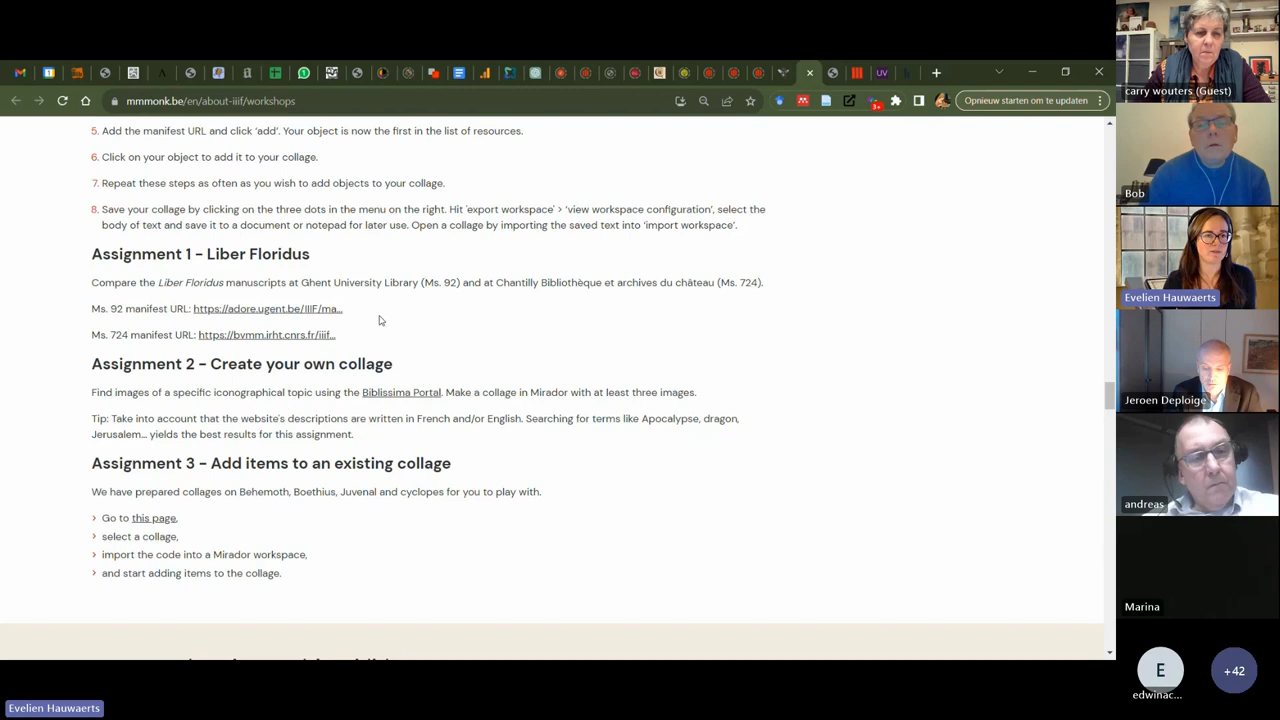 mmmonk.be/en/about-iiif/workshops
Opnieuw starten om te updaten
UV
3+
5. Add the manifest URL and click ‘add’. Your object is now the first in the list of resources.
6. Click on your object to add it to your collage.
7. Repeat these steps as often as you wish to add objects to your collage.
8. Save your collage by clicking on the three dots in the menu on the right. Hit ‘export workspace’ > ‘view workspace configuration’, select the
body of text and save it to a document or notepad for later use. Open a collage by importing the saved text into ‘import workspace’.
Assignment 1 - Liber Floridus
Compare the Liber Floridus manuscripts at Ghent University Library (Ms. 92) and at Chantilly Bibliothèque et archives du château (Ms. 724).
Ms. 92 manifest URL: https://adore.ugent.be/IIIF/ma...
Ms. 724 manifest URL: https://bvmm.irht.cnrs.fr/iiif...
Assignment 2 - Create your own collage
Find images of a specific iconographical topic using the Biblissima Portal. Make a collage in Mirador with at least three images.
Tip: Take into account that the website's descriptions are written in French and/or English. Searching for terms like Apocalypse, dragon,
Jerusalem... yields the best results for this assignment.
Assignment 3 - Add items to an existing collage
We have prepared collages on Behemoth, Boethius, Juvenal and cyclopes for you to play with.
> Go to this page,
> select a collage,
> import the code into a Mirador workspace,
> and start adding items to the collage.
carry wouters (Guest)
Bob
Evelien Hauwaerts
Jeroen Deploige
andreas
Marina
E
edwinac...
+42
Evelien Hauwaerts